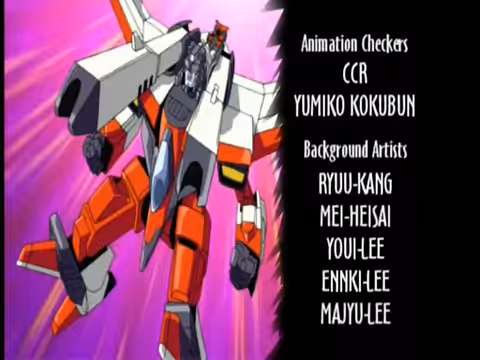 Animation Checkers
CCR
YUMIKO KOKUBUN
Background Artists
RYUU-KANG
MEI-HEISAI
YOUI-LEE
ENNKI-LEE
MAJYU-LEE